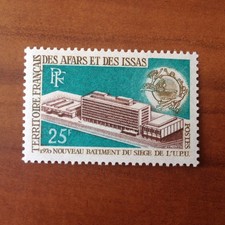 TERRITOIRE FRANÇAIS DES AFARS ET DES ISSAS
RF
POSTES
25F
1970 NOUVEAU BATIMENT DU SIEGE DE L'U.P.U.